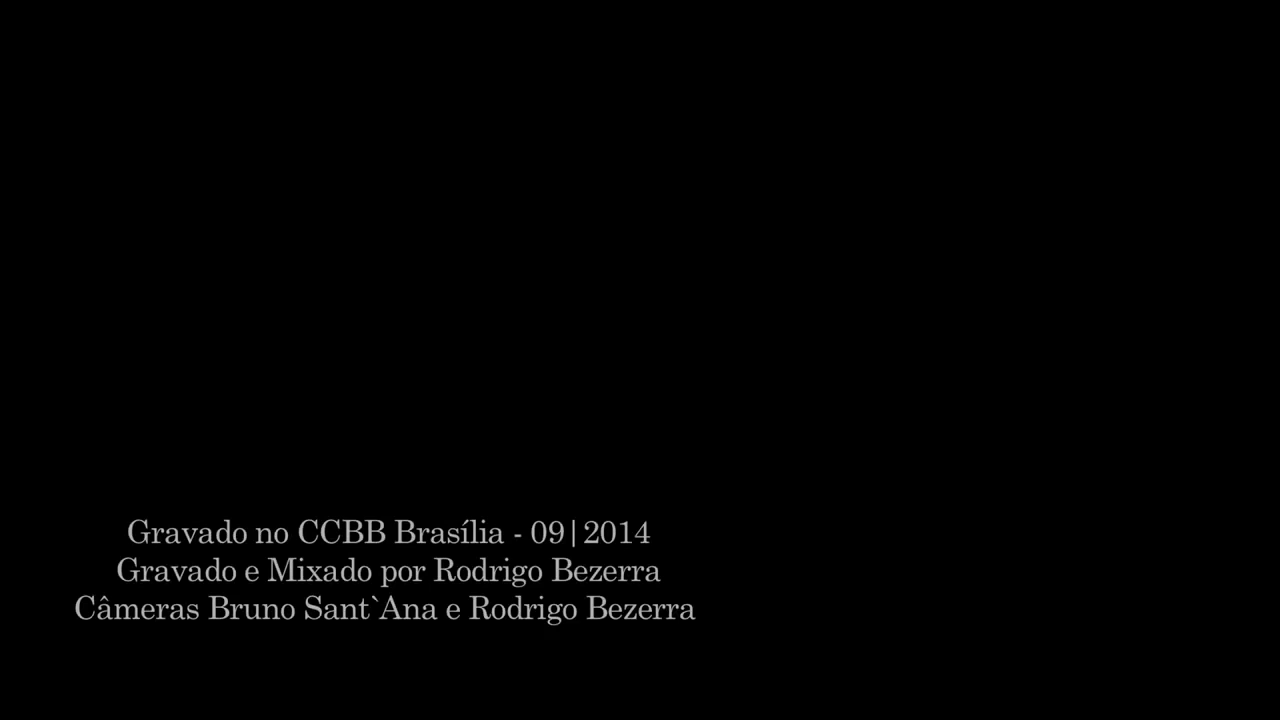 Gravado no CCBB Brasília - 09|2014
Gravado e Mixado por Rodrigo Bezerra
Câmeras Bruno Sant`Ana e Rodrigo Bezerra